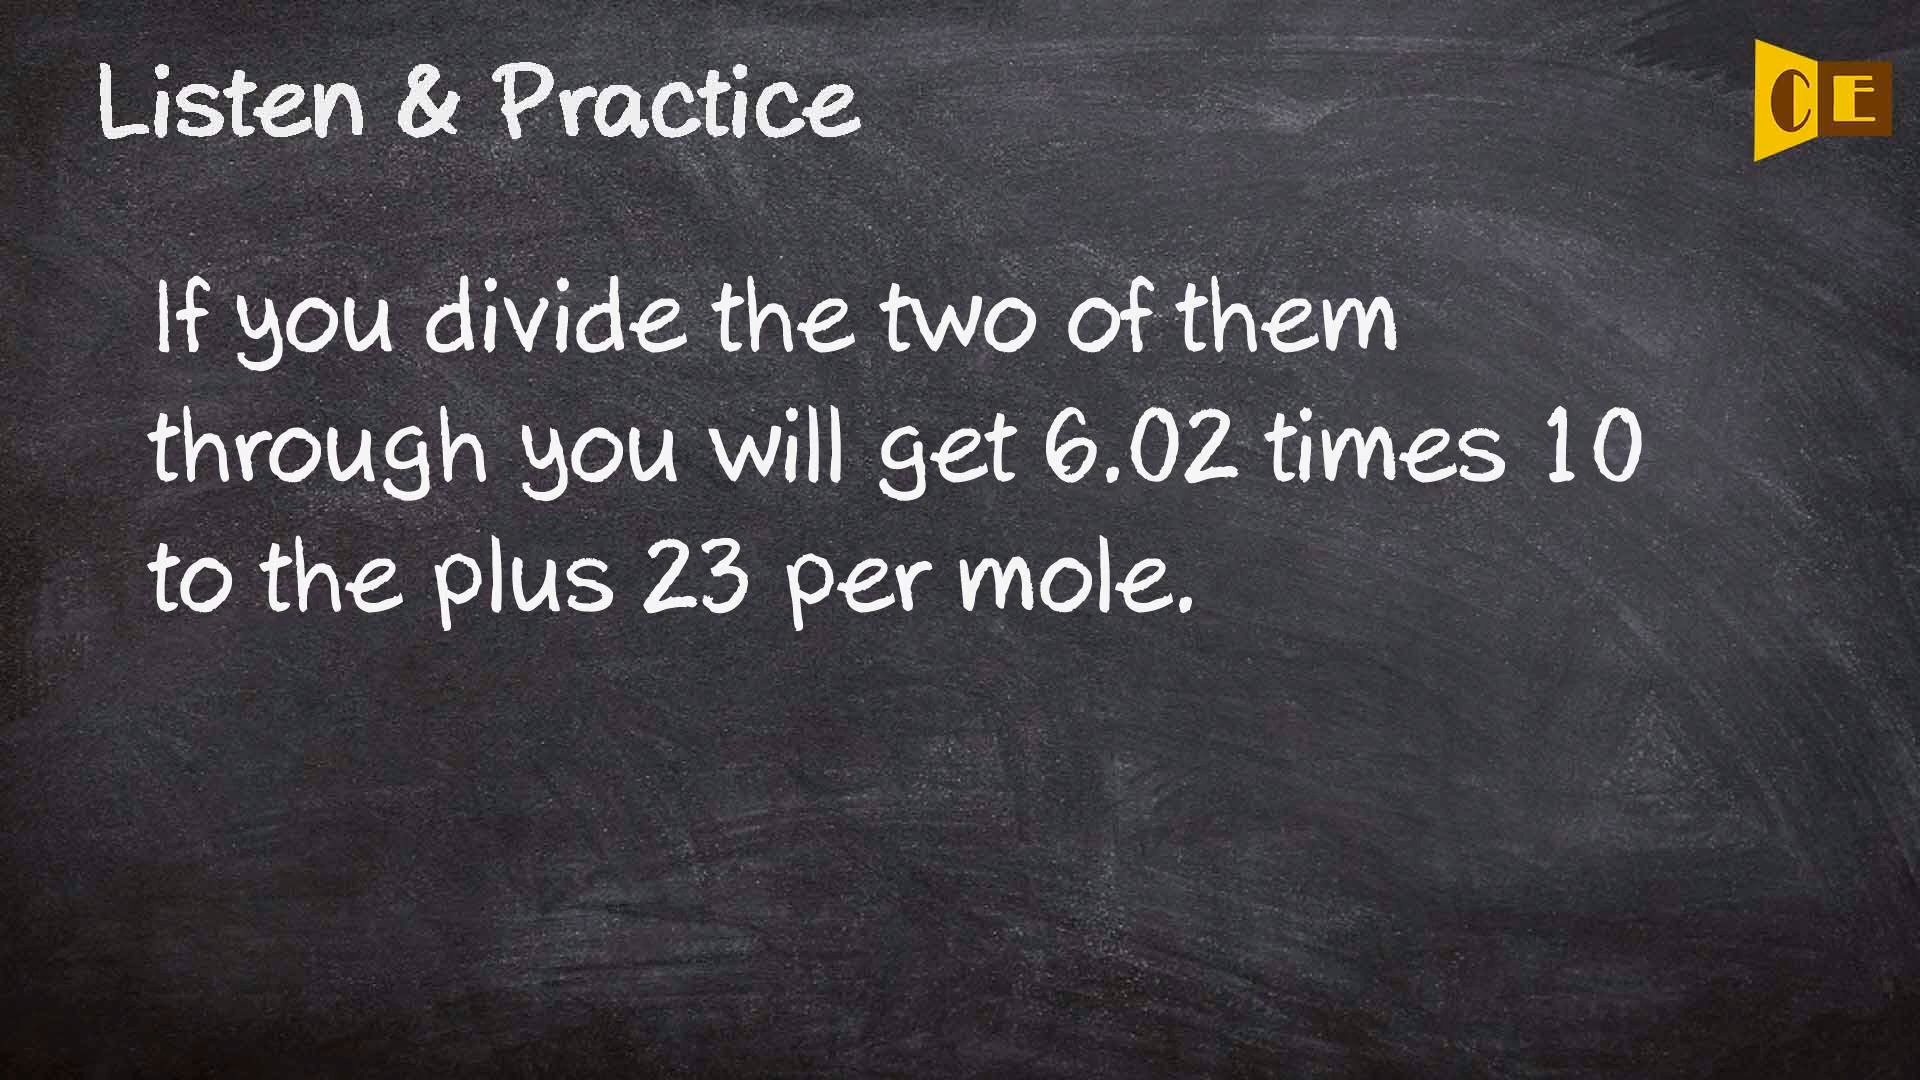 Listen & Practice
CE
If you divide the two of them
through you will get 6.02 times 10
to the plus 23 per mole.